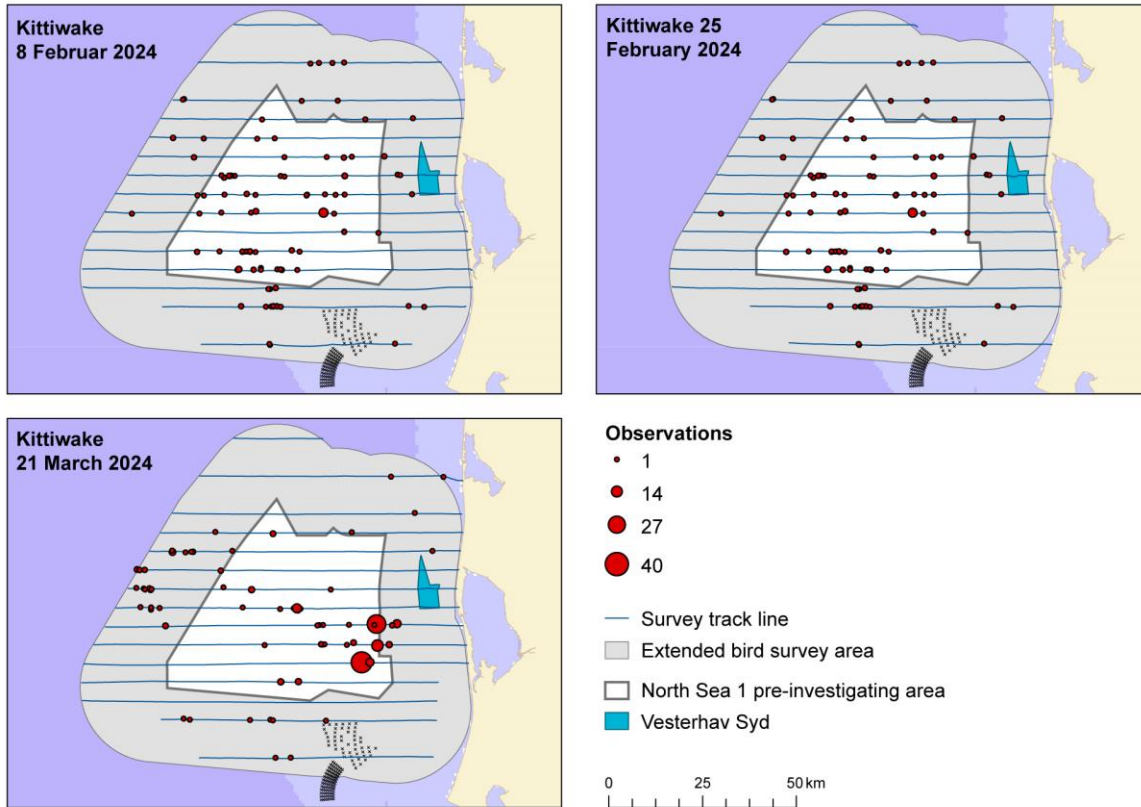 Kittiwake
8 Februar 2024
Kittiwake 25
February 2024
Kittiwake
21 March 2024
Observations
1
14
27
40
Survey track line
Extended bird survey area
North Sea 1 pre-investigating area
Vesterhav Syd
0 25 50 km